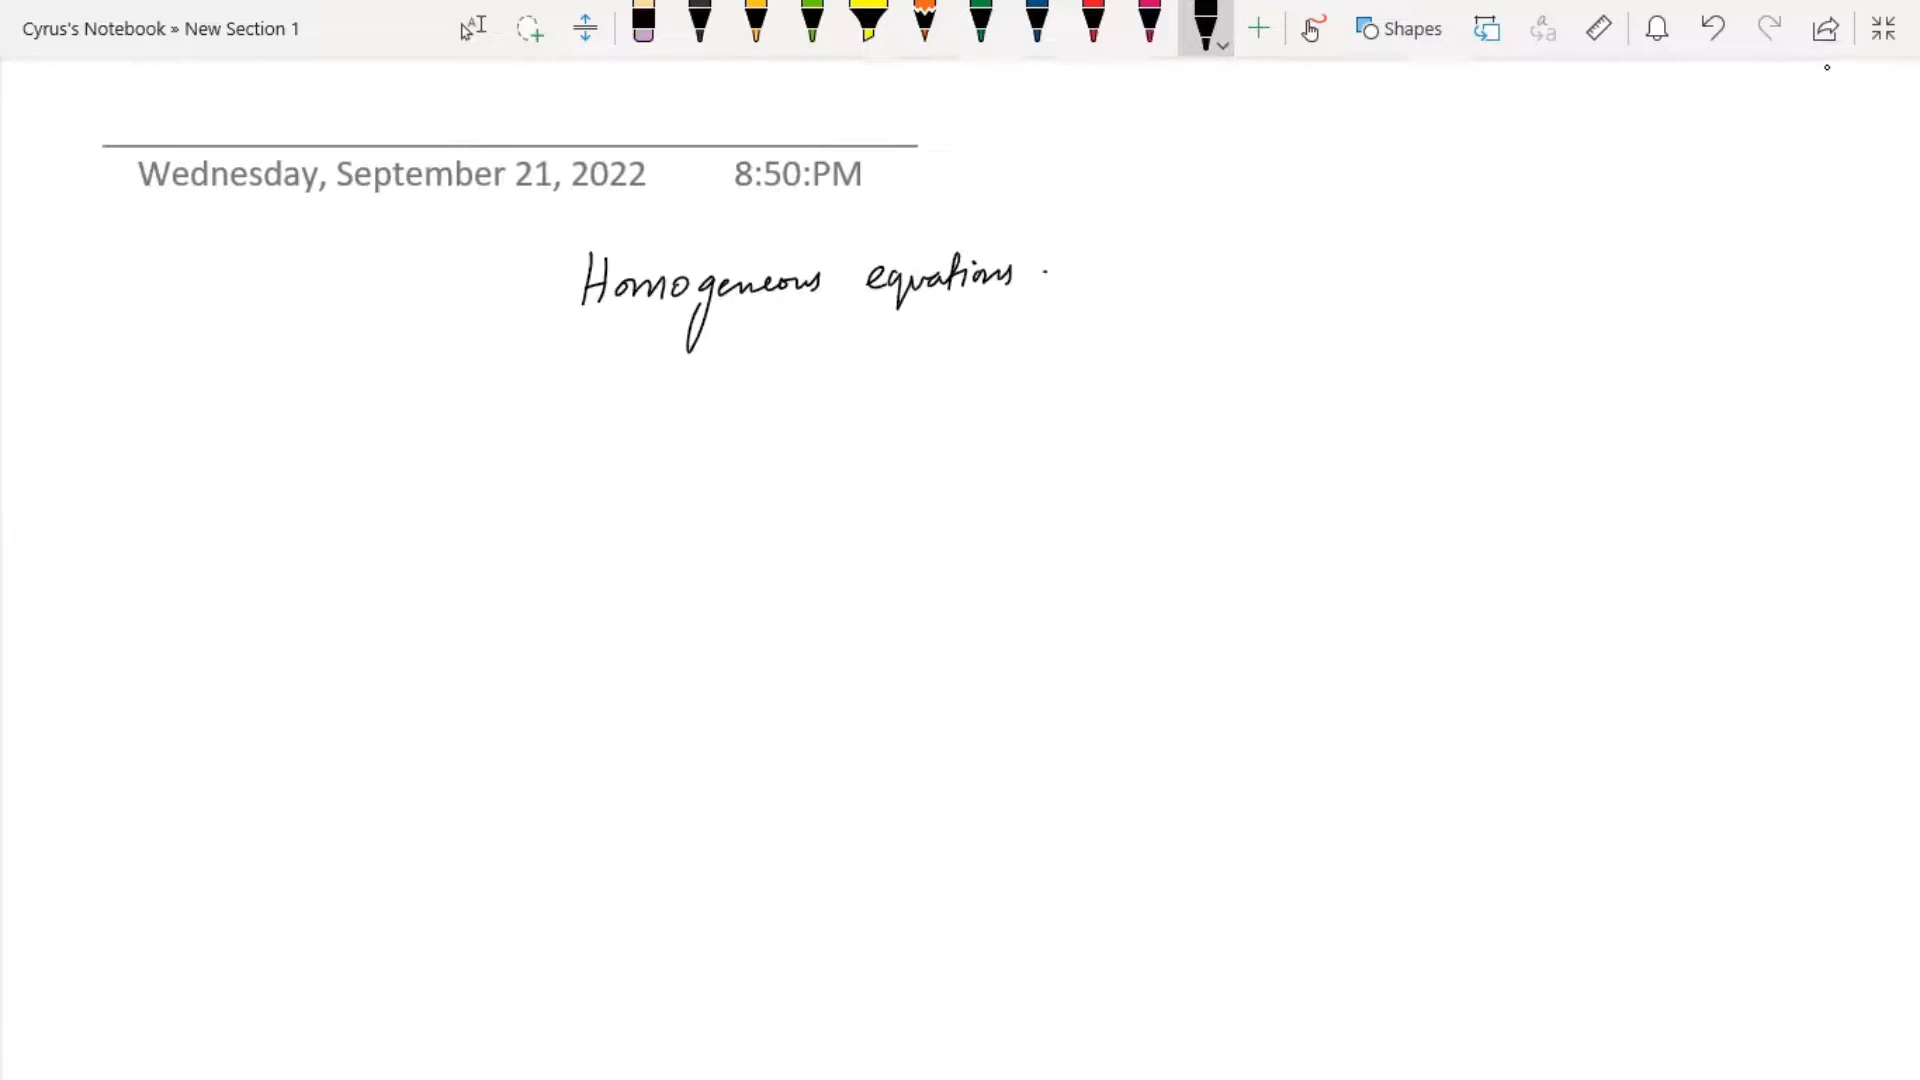 Cyrus's Notebook » New Section 1
Shapes
Wednesday, September 21, 2022 8:50:PM
Homogeneous equations.